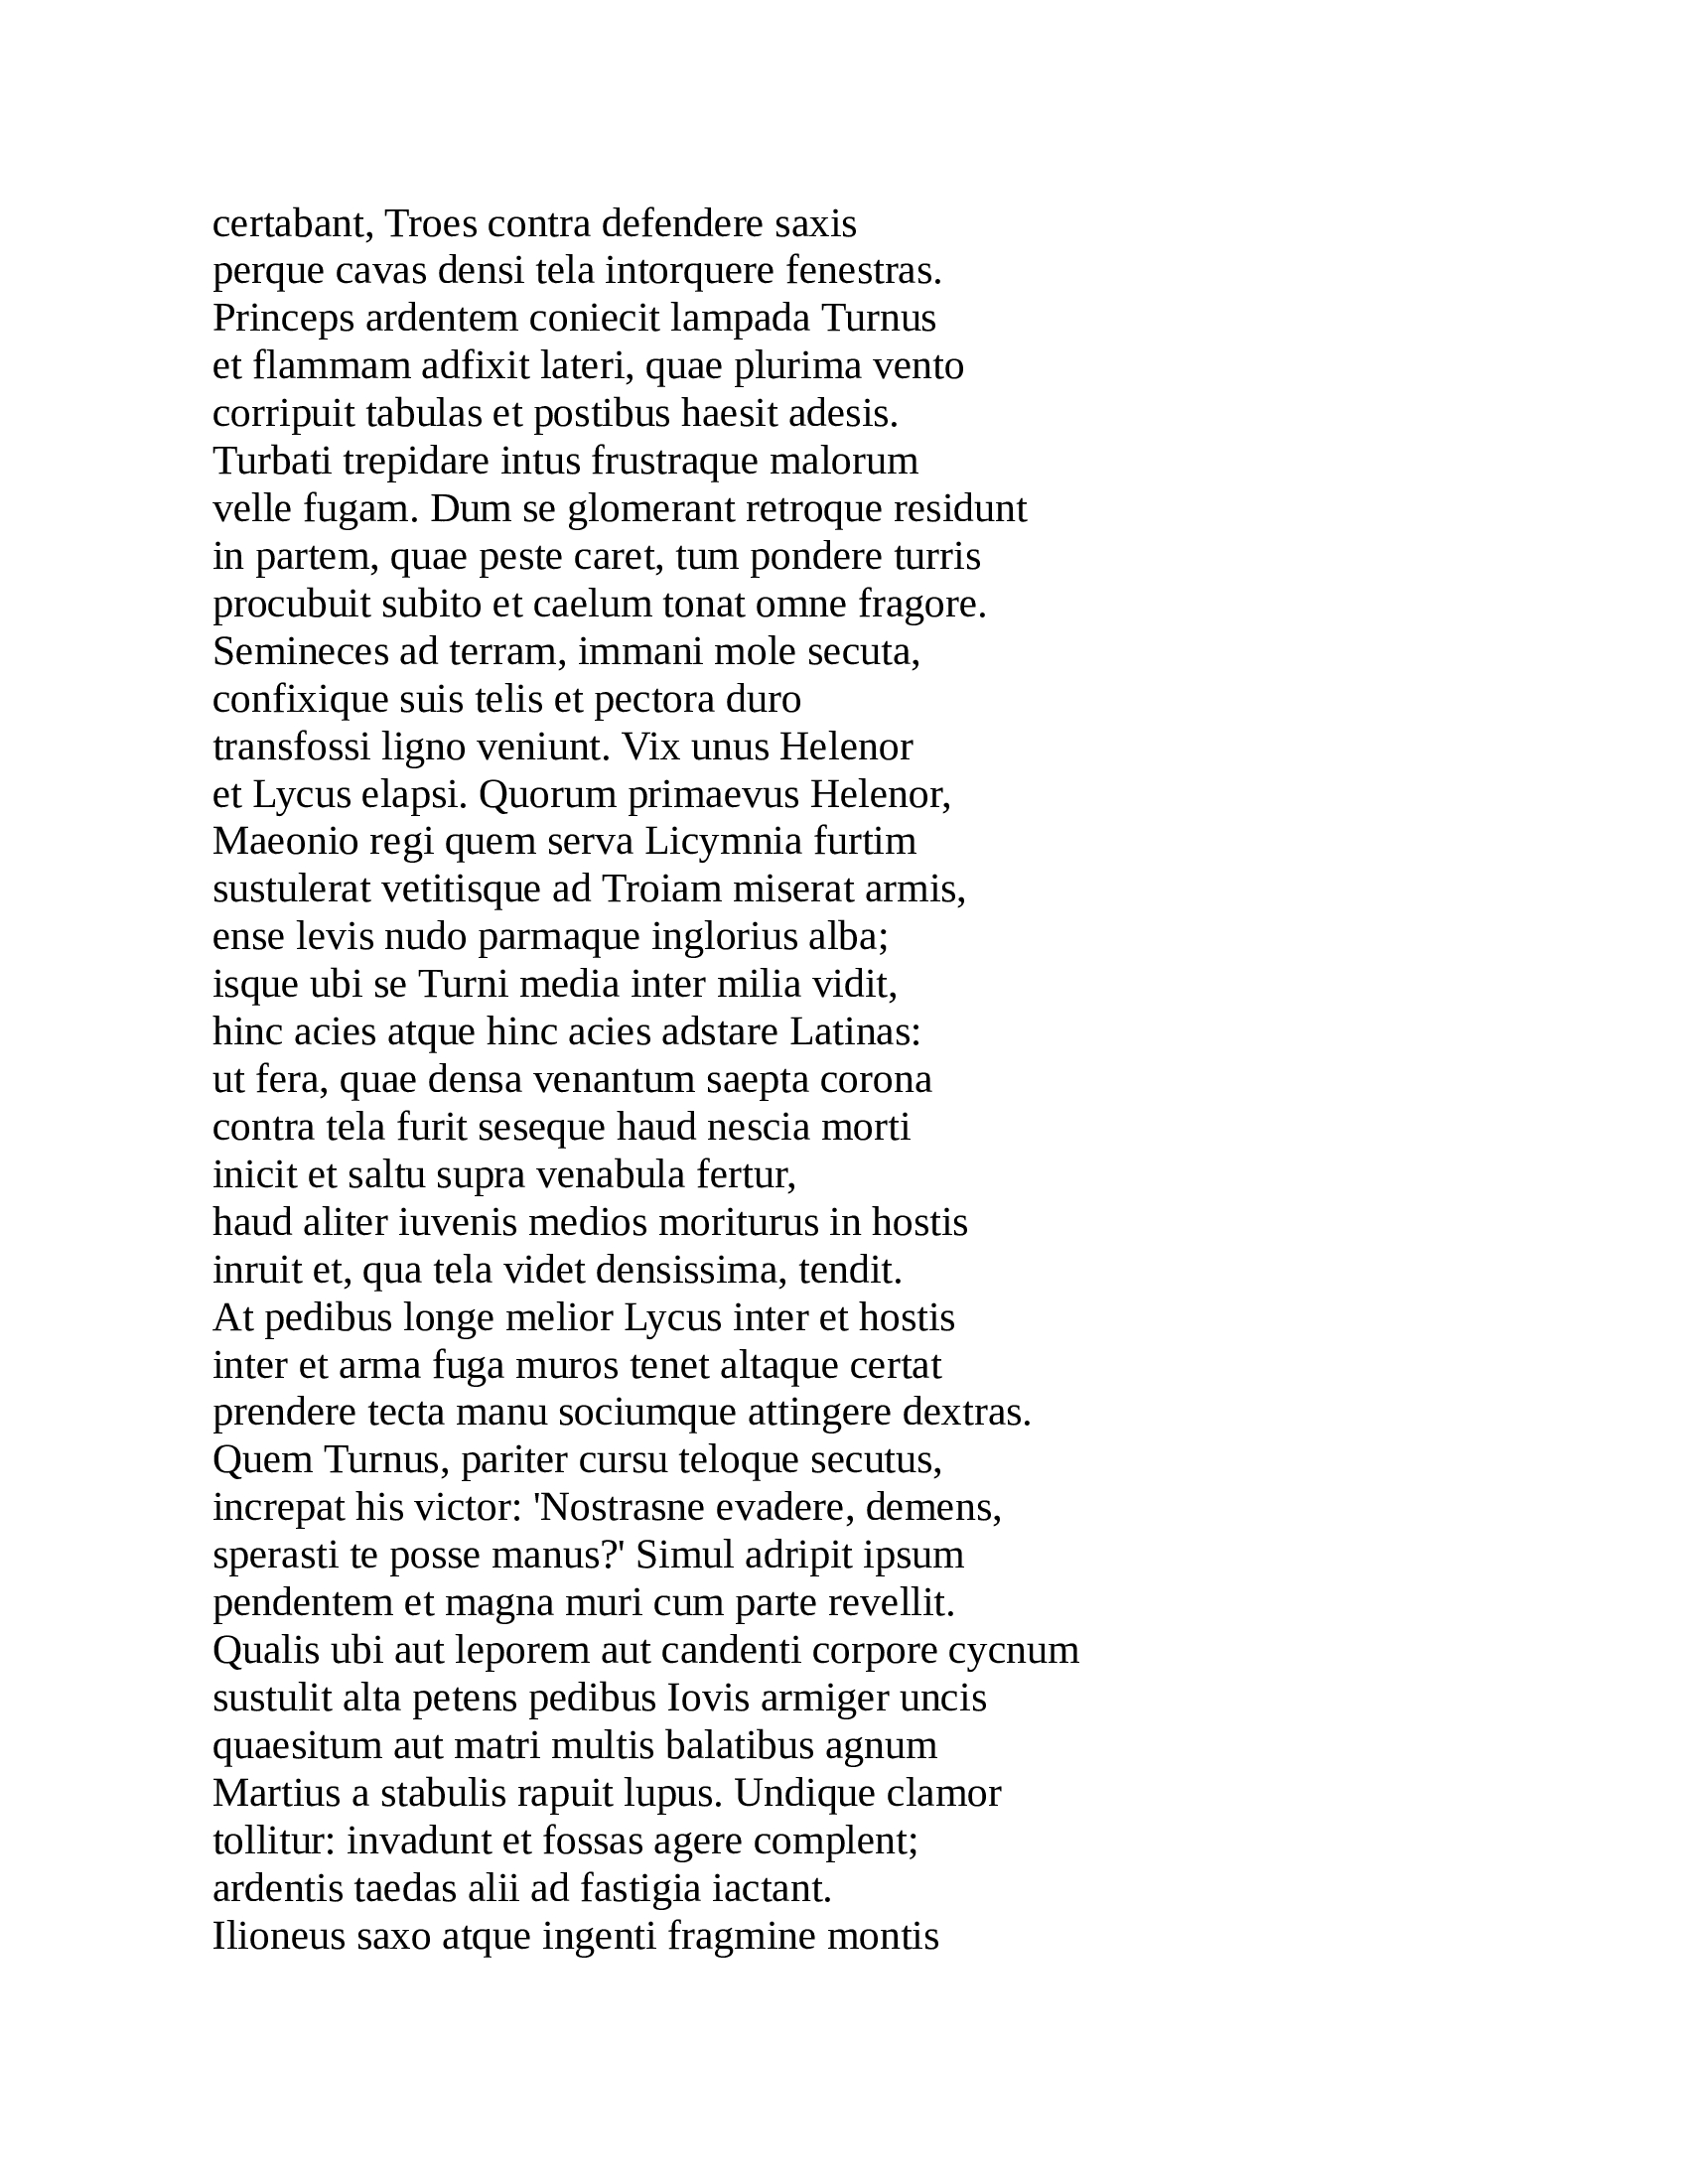 certabant, Troes contra defendere saxis
perque cavas densi tela intorquere fenestras.
Princeps ardentem coniecit lampada Turnus
et flammam adfixit lateri, quae plurima vento
corripuit tabulas et postibus haesit adesis.
Turbati trepidare intus frustraque malorum
velle fugam. Dum se glomerant retroque residunt
in partem, quae peste caret, tum pondere turris
procubuit subito et caelum tonat omne fragore.
Semineces ad terram, immani mole secuta,
confixique suis telis et pectora duro
transfossi ligno veniunt. Vix unus Helenor
et Lycus elapsi. Quorum primaevus Helenor,
Maeonio regi quem serva Licymnia furtim
sustulerat vetitisque ad Troiam miserat armis,
ense levis nudo parmaque inglorius alba;
isque ubi se Turni media inter milia vidit,
hinc acies atque hinc acies adstare Latinas:
ut fera, quae densa venantum saepta corona
contra tela furit seseque haud nescia morti
inicit et saltu supra venabula fertur,
haud aliter iuvenis medios moriturus in hostis
inruit et, qua tela videt densissima, tendit.
At pedibus longe melior Lycus inter et hostis
inter et arma fuga muros tenet altaque certat
prendere tecta manu sociumque attingere dextras.
Quem Turnus, pariter cursu teloque secutus,
increpat his victor: 'Nostrasne evadere, demens,
sperasti te posse manus?' Simul adripit ipsum
pendentem et magna muri cum parte revellit.
Qualis ubi aut leporem aut candenti corpore cycnum
sustulit alta petens pedibus Iovis armiger uncis
quaesitum aut matri multis balatibus agnum
Martius a stabulis rapuit lupus. Undique clamor
tollitur: invadunt et fossas agere complent;
ardentis taedas alii ad fastigia iactant.
Ilioneus saxo atque ingenti fragmine montis